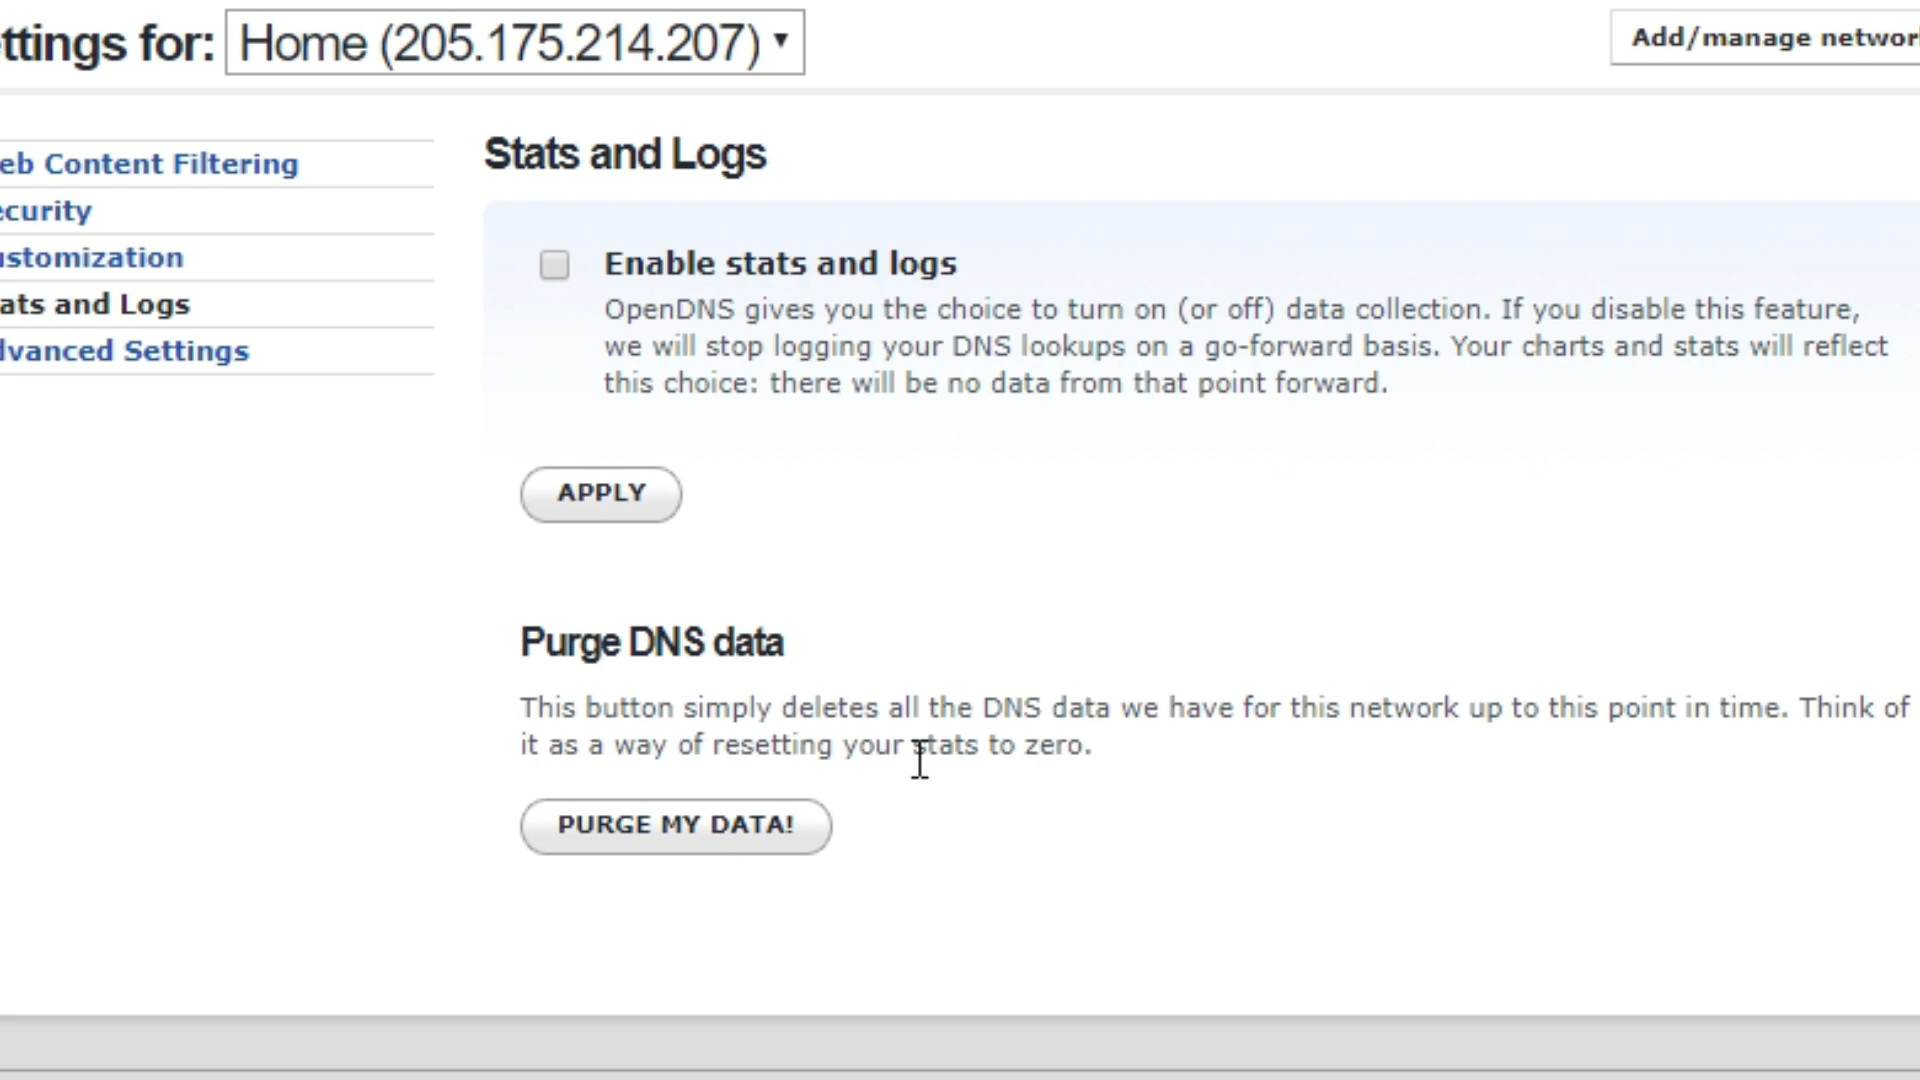 ttings for: Home (205.175.214.207)
Add/manage networ
eb Content Filtering
ecurity
ustomization
ats and Logs
dvanced Settings
Stats and Logs
Enable stats and logs
OpenDNS gives you the choice to turn on (or off) data collection. If you disable this feature,
we will stop logging your DNS lookups on a go-forward basis. Your charts and stats will reflect
this choice: there will be no data from that point forward.
APPLY
Purge DNS data
This button simply deletes all the DNS data we have for this network up to this point in time. Think of
it as a way of resetting your stats to zero.
PURGE MY DATA!